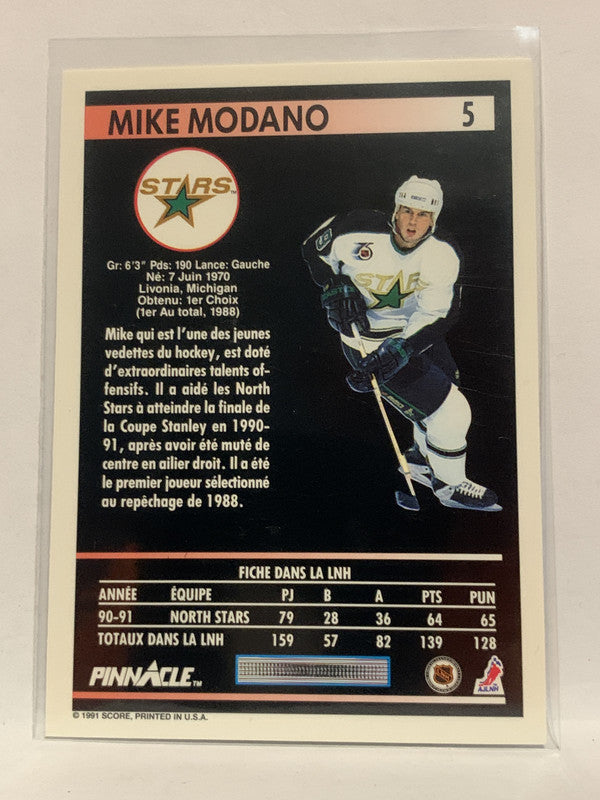 MIKE MODANO 5
STARS™
Gr: 6'3" Pds: 190 Lance: Gauche
Né: 7 Juin 1970
Livonia, Michigan
Obtenu: 1er Choix
(1er Au total, 1988)
Mike qui est l'une des jeunes
vedettes du hockey, est doté
d'extraordinaires talents of-
fensifs. Il a aidé les North
Stars à atteindre la finale de
la Coupe Stanley en 1990-
91, après avoir été muté de
centre en ailier droit. Il a été
le premier joueur sélectionné
au repêchage de 1988.
75
STARS
FICHE DANS LA LNH
ANNÉE ÉQUIPE PJ B A PTS PUN
90-91 NORTH STARS 79 28 36 64 65
TOTAUX DANS LA LNH 159 57 82 139 128
PINNACLE™
NHL
AJLNH
© 1991 SCORE, PRINTED IN U.S.A.